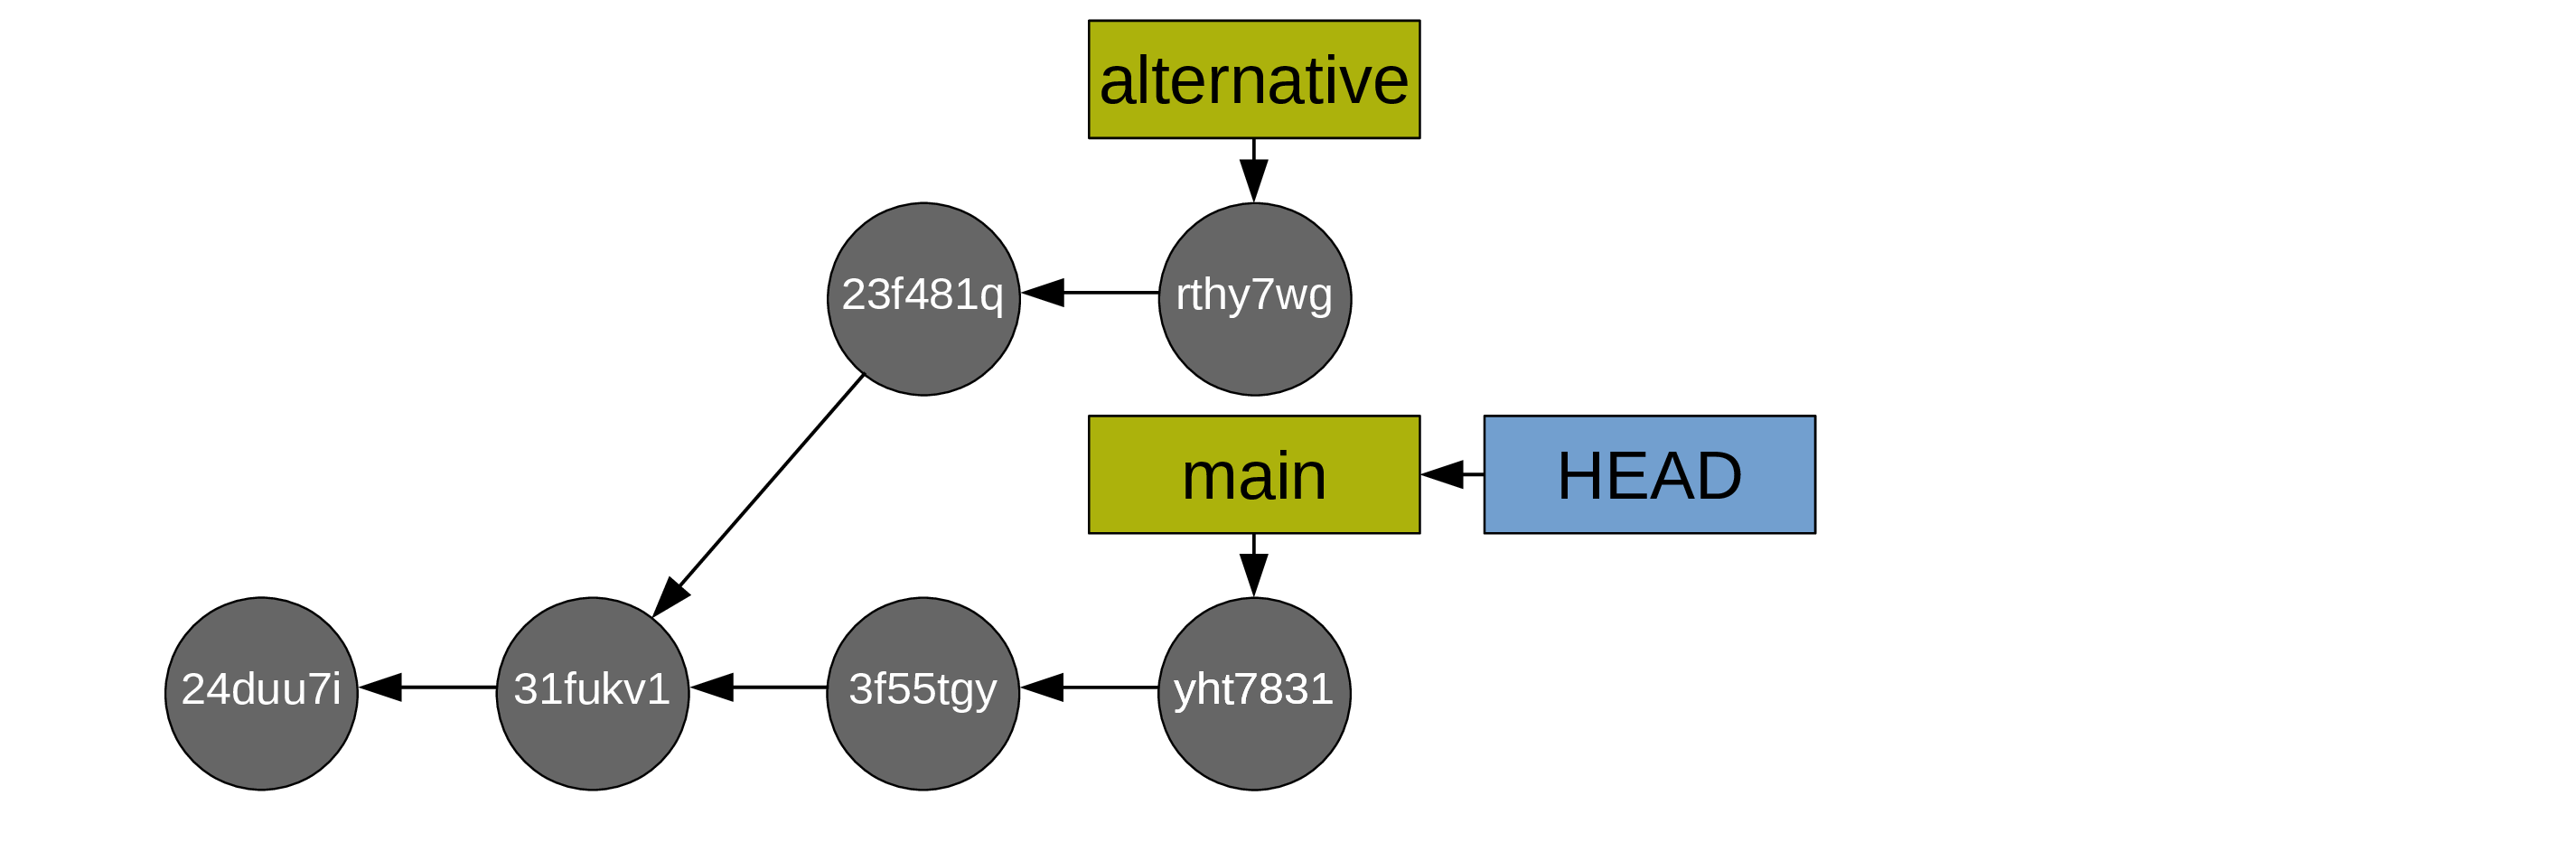 alternative
23f481q
rthy7wg
main
HEAD
24duu7i
31fukv1
3f55tgy
yht7831